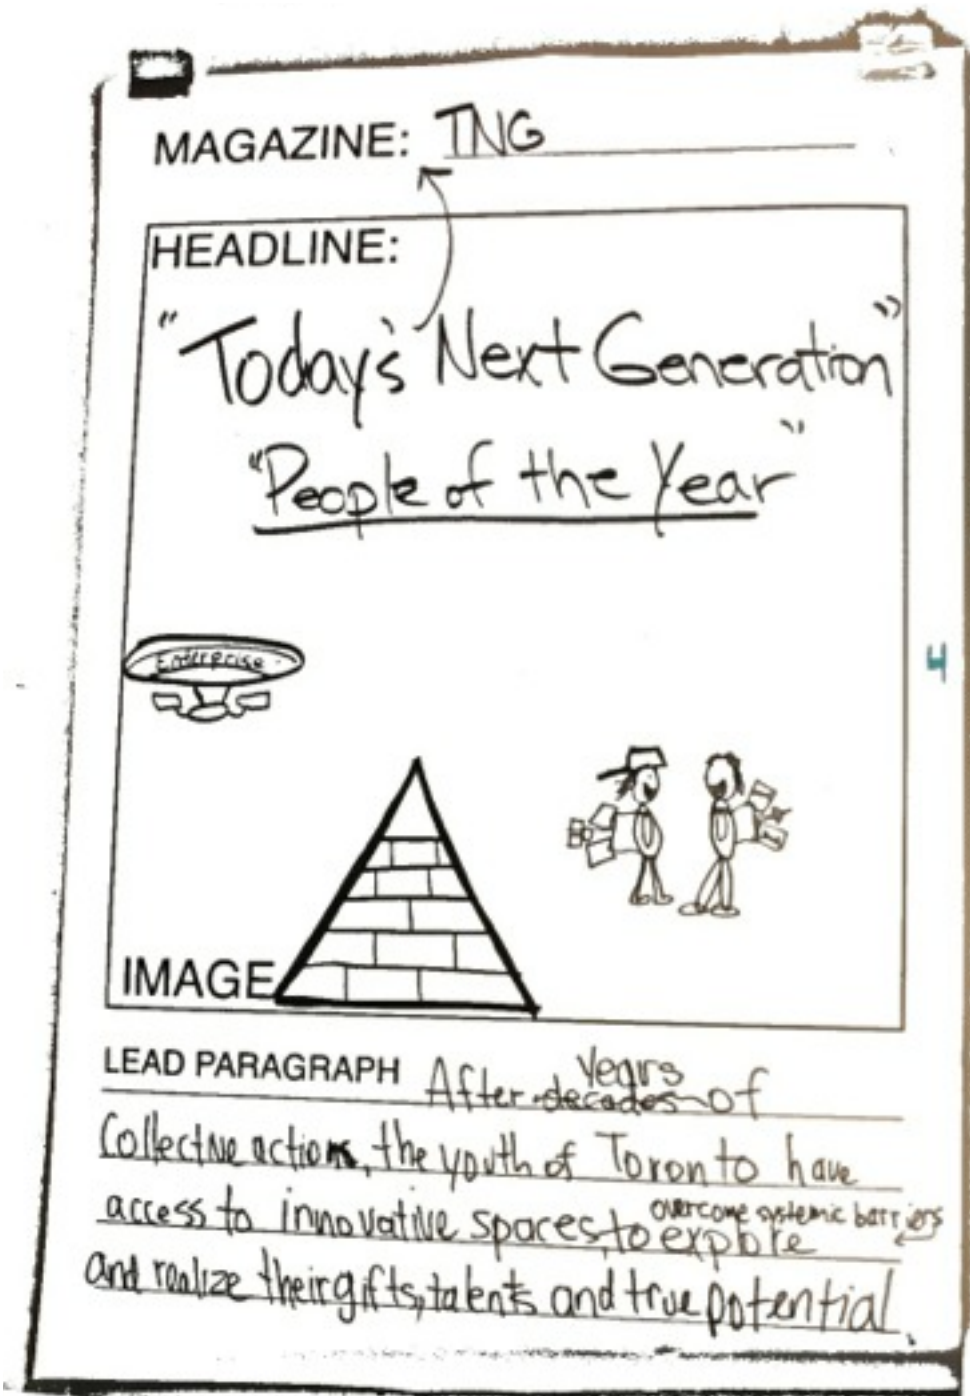 MAGAZINE: TNG
HEADLINE:
"Today's Next Generation"
"People of the Year"
Enterprise
IMAGE
LEAD PARAGRAPH After decades years of
Collective action, the youth of Toronto have
access to innovative spaces, to overcome systemic barriers explore
and realize their gifts, talents and true potential.